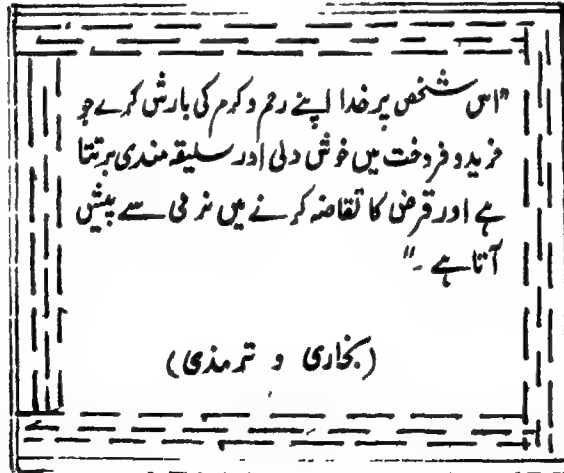 "اس شخص پر خدا اپنے رحم و کرم کی بارش کرے جو
خرید و فروخت میں خوش دلی اور سلیقہ مندی برتتا
ہے اور قرض کا تقاضہ کرنے میں نرمی سے پیش
آتا ہے ۔"
(بخاری و ترمذی)